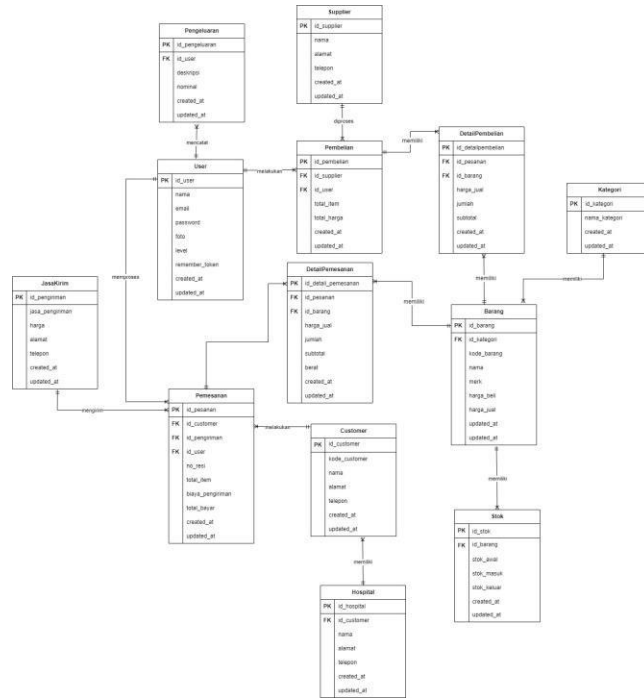 Supplier
PK id_supplier
nama
alamat
telepon
created_at
updated_at
Pengeluaran
PK id_pengeluaran
FK id_user
deskripsi
nominal
created_at
updated_at
diproses
mencatat
Pembelian
PK id_pembelian
FK id_supplier
FK id_user
total_item
total_harga
created_at
updated_at
memiliki
DetailPembelian
PK id_detailpembelian
FK id_pesanan
FK id_barang
harga_jual
jumlah
subtotal
created_at
updated_at
User
PK id_user
nama
email
password
foto
level
remember_token
created_at
updated_at
melakukan
Kategori
PK id_kategori
nama_kategori
created_at
updated_at
memproses
memiliki
memiliki
JasaKirim
PK id_pengiriman
jasa_pengiriman
harga
alamat
telepon
created_at
updated_at
DetailPemesanan
PK id_detail_pemesanan
FK id_pesanan
FK id_barang
harga_jual
jumlah
subtotal
berat
created_at
updated_at
memiliki
Barang
PK id_barang
FK id_kategori
kode_barang
nama
merk
harga_beli
harga_jual
updated_at
updated_at
Pemesanan
PK id_pesanan
FK id_customer
FK id_pengiriman
FK id_user
no_resi
total_item
biaya_pengiriman
total_bayar
created_at
updated_at
mengirim
melakukan
Customer
PK id_customer
kode_customer
nama
alamat
telepon
created_at
updated_at
memiliki
Stok
PK id_stok
FK id_barang
stok_awal
stok_masuk
stok_keluar
created_at
updated_at
memiliki
Hospital
PK id_hospital
FK id_customer
nama
alamat
telepon
created_at
updated_at